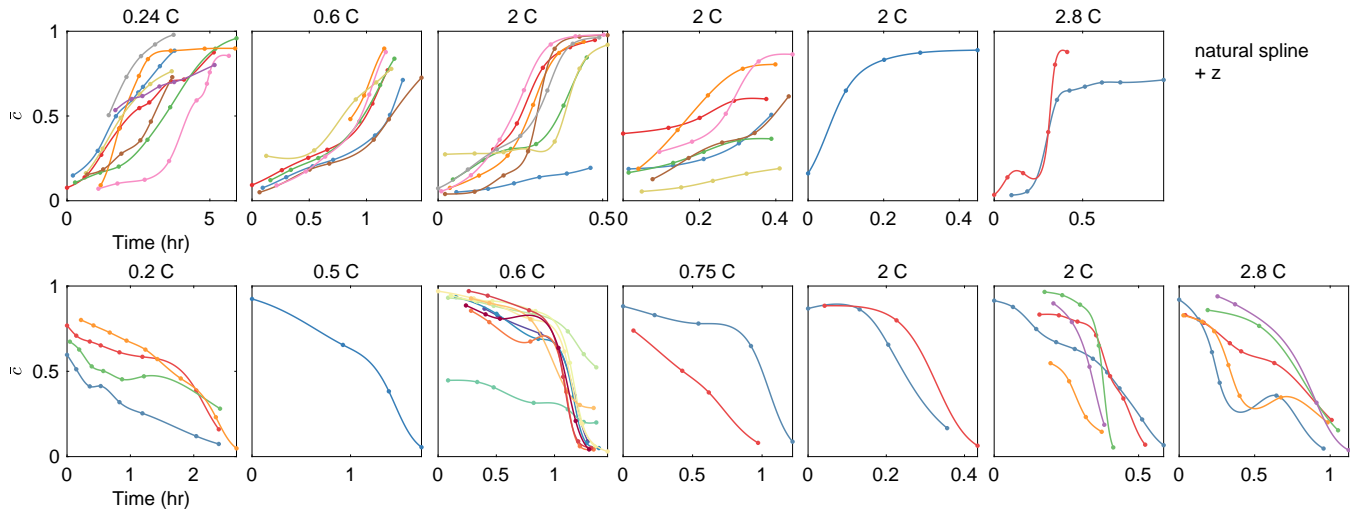 0.24 C 0.6 C 2 C 2 C 2 C 2.8 C
1
0.5
0
c̄
natural spline
+ z
0 5 0 0.5 1 0 0.5 0 0.2 0.4 0 0.2 0.4 0.5
Time (hr)
0.2 C 0.5 C 0.6 C 0.75 C 2 C 2 C 2.8 C
1
0.5
0
c̄
0 1 2 0 1 0 0.5 1 0 0.5 1 0 0.2 0.4 0 0.5 0 0.5 1
Time (hr)